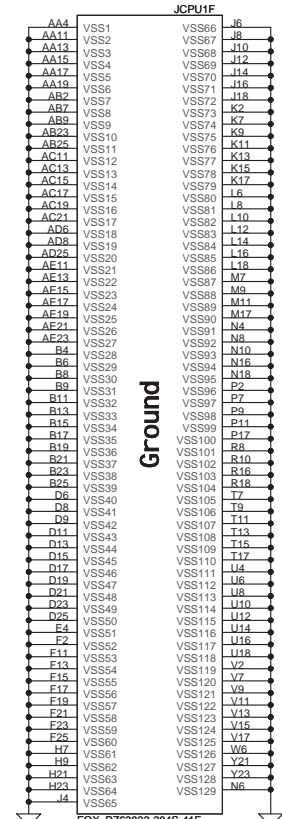 JCPU1F
AA4 VSS1 VSS66 J6
AA11 VSS2 VSS67 J8
AA13 VSS3 VSS68 J10
AA15 VSS4 VSS69 J12
AA17 VSS5 VSS70 J14
AA19 VSS6 VSS71 J16
AB2 VSS7 VSS72 J18
AB7 VSS8 VSS73 K2
AB9 VSS9 VSS74 K7
AB23 VSS10 VSS75 K9
AB25 VSS11 VSS76 K11
AC11 VSS12 VSS77 K13
AC13 VSS13 VSS78 K15
AC15 VSS14 VSS79 K17
AC17 VSS15 VSS80 L6
AC19 VSS16 VSS81 L8
AC21 VSS17 VSS82 L10
AD6 VSS18 VSS83 L12
AD8 VSS19 VSS84 L14
AD25 VSS20 VSS85 L16
AE11 VSS21 VSS86 L18
AE13 VSS22 VSS87 M7
AE15 VSS23 VSS88 M9
AE17 VSS24 VSS89 M11
AE19 VSS25 VSS90 M17
AE21 VSS26 VSS91 N4
AE23 VSS27 VSS92 N8
B4 VSS28 VSS93 N10
B6 VSS29 VSS94 N16
B8 VSS30 VSS95 N18
B9 VSS31 VSS96 P2
B11 VSS32 VSS97 P7
B13 VSS33 VSS98 P9
B15 VSS34 VSS99 P11
B17 VSS35 VSS100 P17
B19 VSS36 VSS101 R8
B21 VSS37 VSS102 R10
B23 VSS38 VSS103 R16
B25 VSS39 VSS104 R18
D6 VSS40 VSS105 T7
D8 VSS41 VSS106 T9
D9 VSS42 VSS107 T11
D11 VSS43 VSS108 T13
D13 VSS44 VSS109 T15
D15 VSS45 VSS110 T17
D17 VSS46 VSS111 U4
D19 VSS47 VSS112 U6
D21 VSS48 VSS113 U8
D23 VSS49 VSS114 U10
D25 VSS50 VSS115 U12
E4 VSS51 VSS116 U14
F2 VSS52 VSS117 U16
F11 VSS53 VSS118 U18
F13 VSS54 VSS119 V2
F15 VSS55 VSS120 V7
F17 VSS56 VSS121 V9
F19 VSS57 VSS122 V11
F21 VSS58 VSS123 V13
F23 VSS59 VSS124 V15
F25 VSS60 VSS125 V17
H7 VSS61 VSS126 W6
H9 VSS62 VSS127 Y21
H21 VSS63 VSS128 Y23
H23 VSS64 VSS129 N6
J4 VSS65
Ground